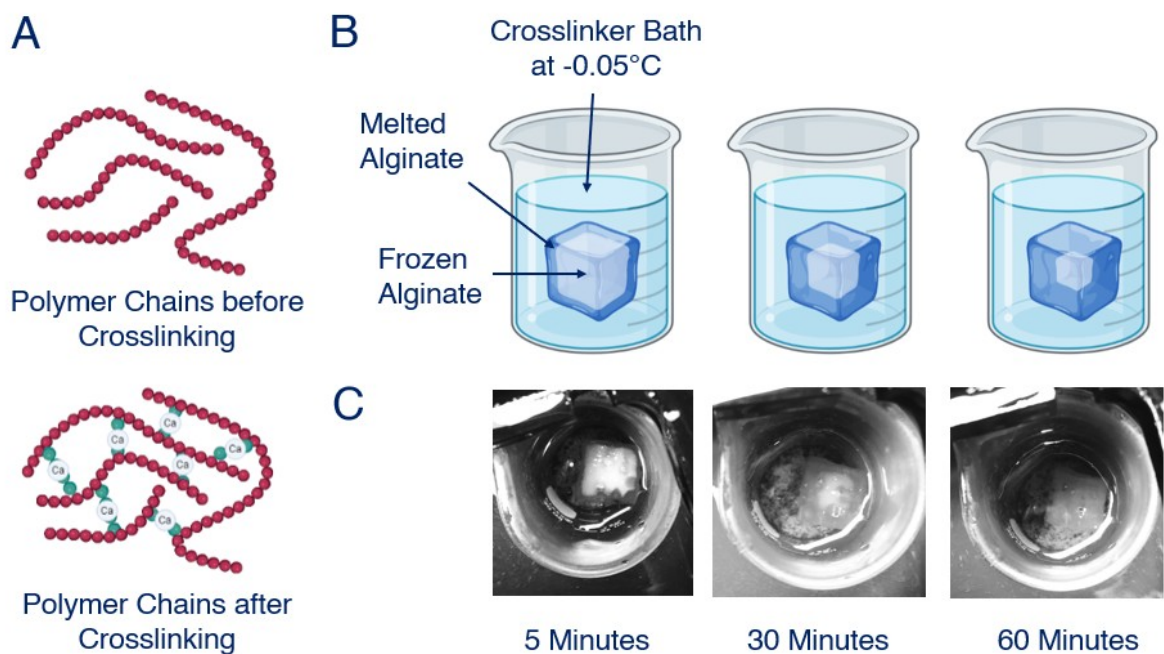 A
Polymer Chains before
Crosslinking
Ca
Ca
Ca
Ca
Ca
Ca
Ca
Polymer Chains after
Crosslinking
B
Crosslinker Bath
at -0.05°C
Melted
Alginate
Frozen
Alginate
C
5 Minutes
30 Minutes
60 Minutes